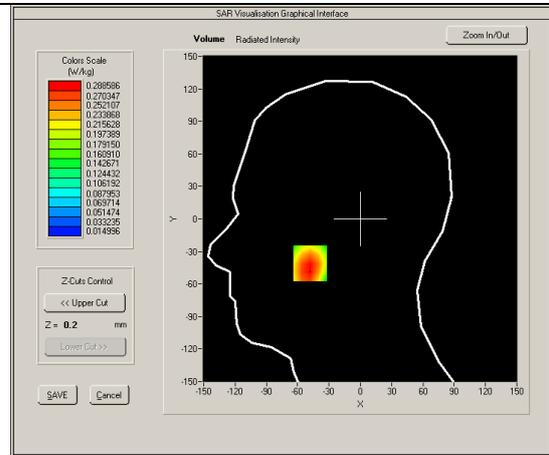 SAR Visualisation Graphical Interface
Volume Radiated Intensity
Zoom In/Out
Colors Scale
(W/kg)
0.288586
0.270347
0.252107
0.233868
0.215628
0.197389
0.179150
0.160910
0.142671
0.124432
0.106192
0.087953
0.069714
0.051474
0.033235
0.014996
Z-Cuts Control
<< Upper Cut
Z = 0.2 mm
Lower Cut >>
SAVE Cancel
150
120
90
60
30
0
-30
-60
-90
-120
-150
Y
-150 -120 -90 -60 -30 0 30 60 90 120 150
X